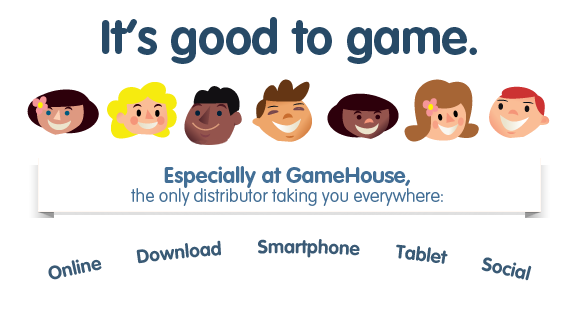 It's good to game.
Especially at GameHouse,
the only distributor taking you everywhere:
Online Download Smartphone Tablet Social